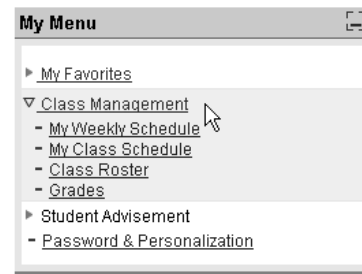 My Menu
My Favorites
Class Management
- My Weekly Schedule
- My Class Schedule
- Class Roster
- Grades
Student Advisement
- Password & Personalization